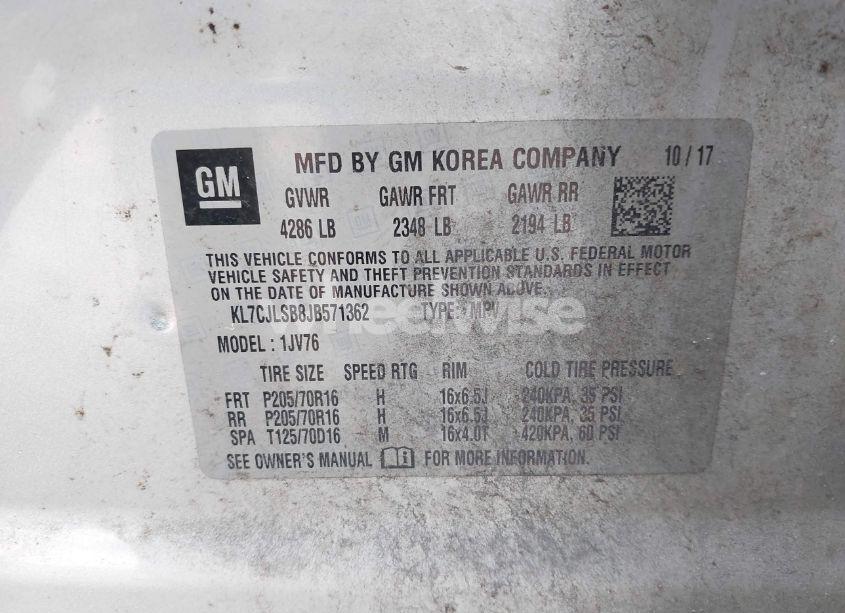 GM
MFD BY GM KOREA COMPANY 10/17
GVWR GAWR FRT GAWR RR
4286 LB 2348 LB 2194 LB
THIS VEHICLE CONFORMS TO ALL APPLICABLE U.S. FEDERAL MOTOR
VEHICLE SAFETY AND THEFT PREVENTION STANDARDS IN EFFECT
ON THE DATE OF MANUFACTURE SHOWN ABOVE.
KL7CJLSB8JB571362 TYPE: MPV
wheelwise
MODEL : 1JV76
TIRE SIZE SPEED RTG RIM COLD TIRE PRESSURE
FRT P205/70R16 H 16x6.5J 240KPA, 35 PSI
RR P205/70R16 H 16x6.5J 240KPA, 35 PSI
SPA T125/70D16 M 16x4.0T 420KPA, 60 PSI
SEE OWNER'S MANUAL FOR MORE INFORMATION.